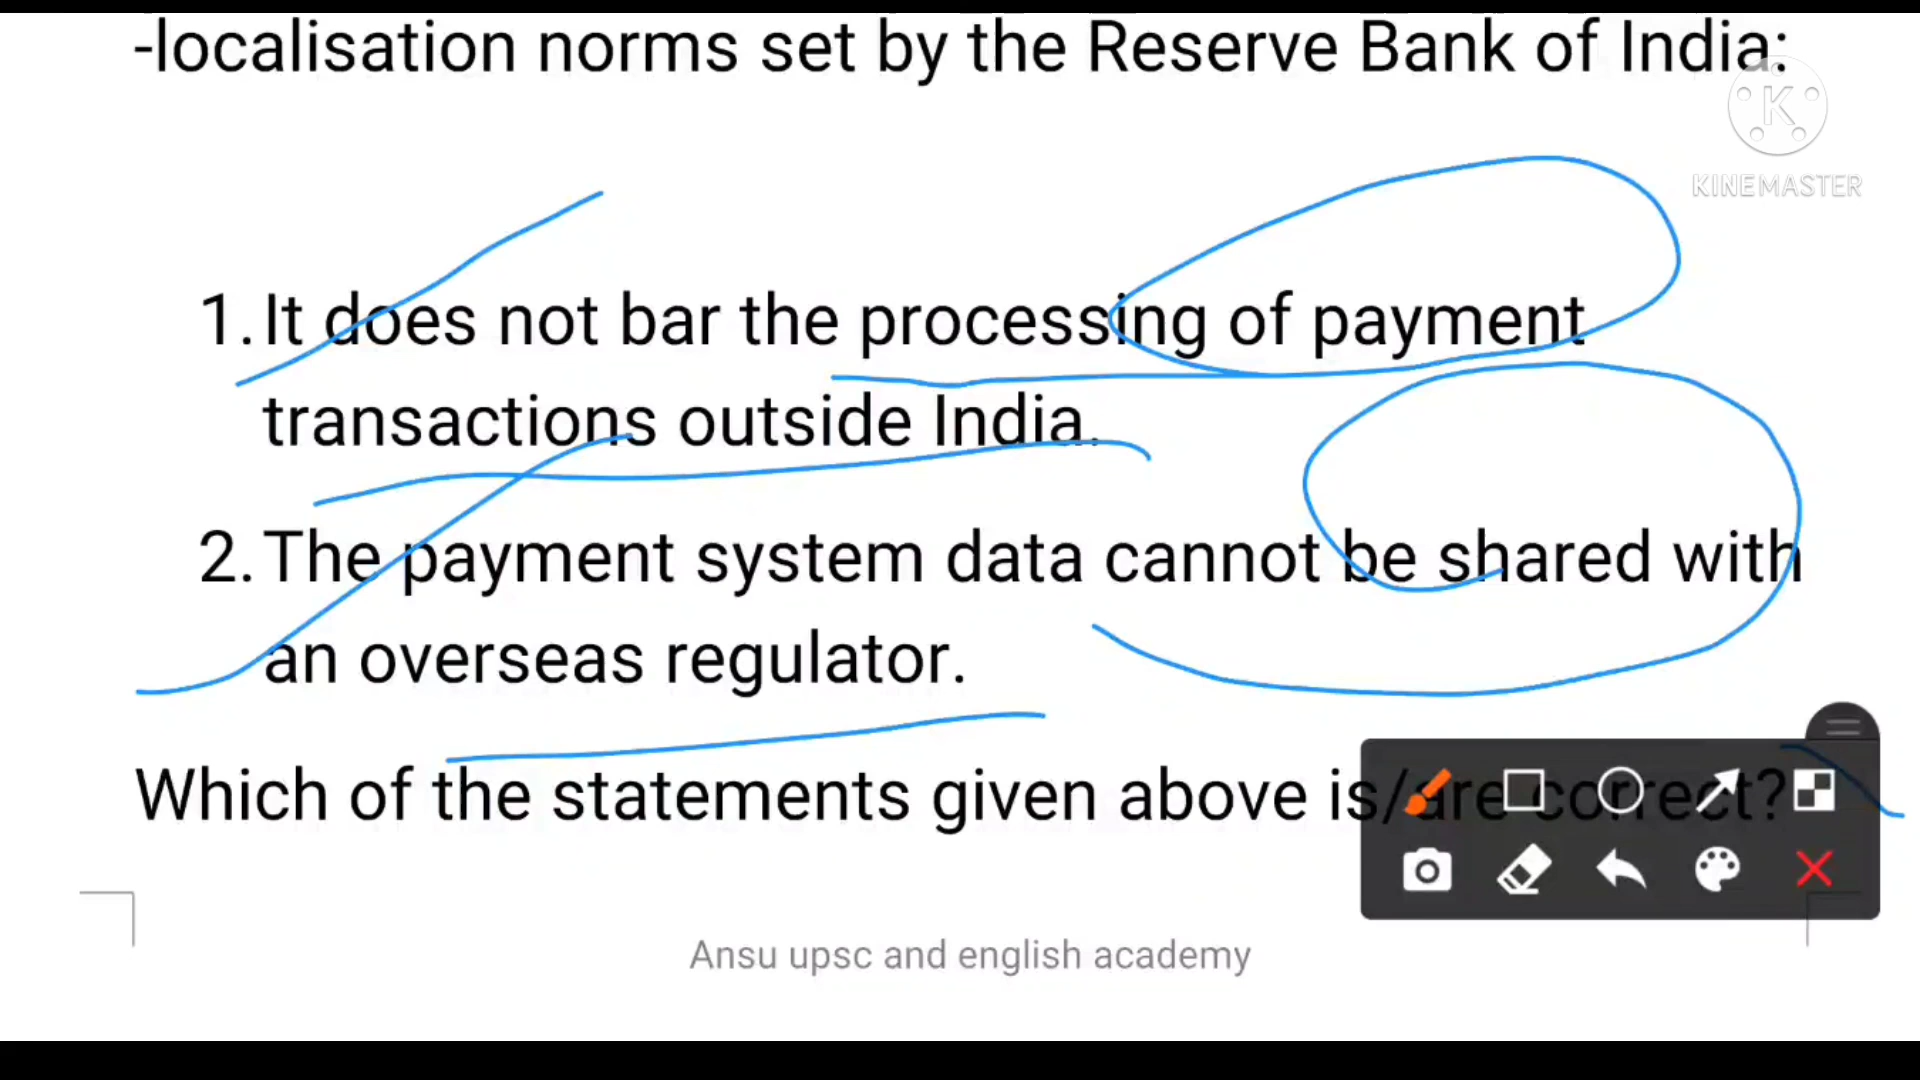 -localisation norms set by the Reserve Bank of India:
KINEMASTER
1. It does not bar the processing of payment
transactions outside India.
2. The payment system data cannot be shared with
an overseas regulator.
Which of the statements given above is/are correct?
Ansu upsc and english academy